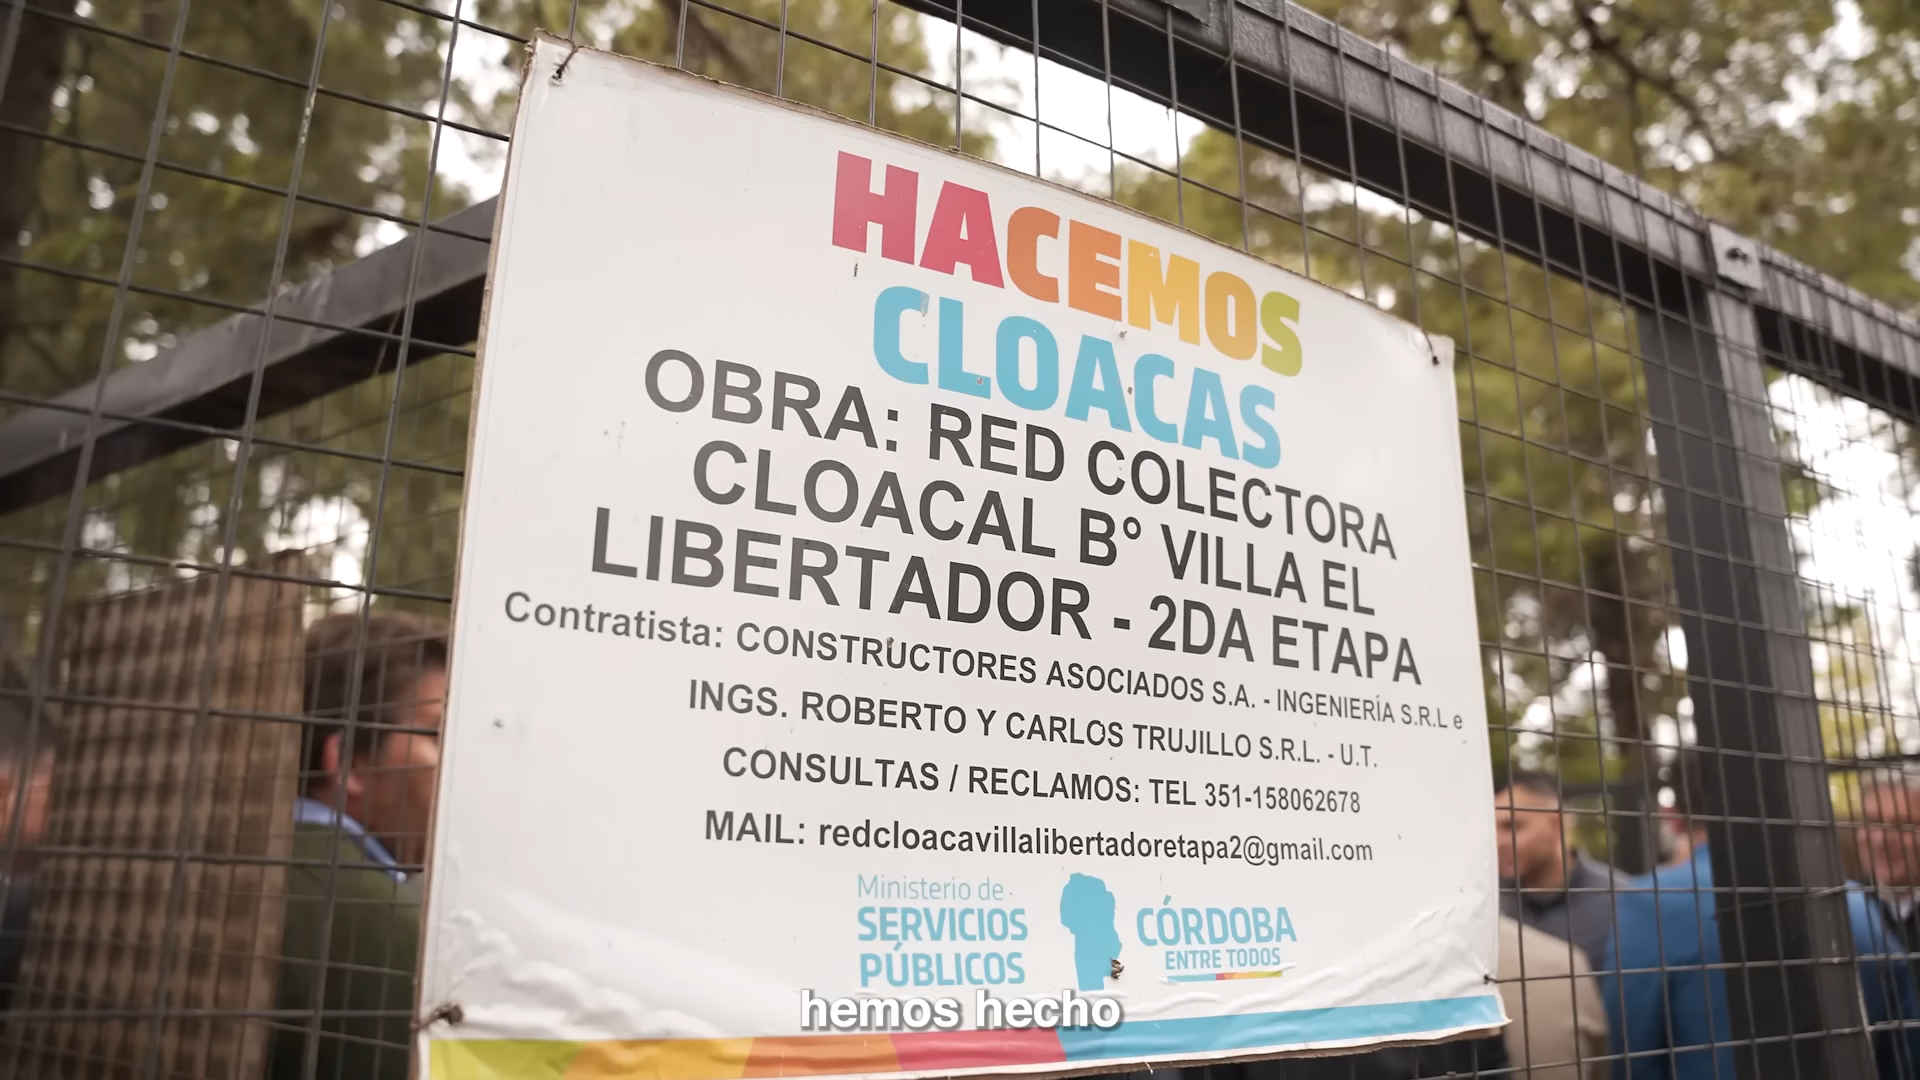 HACEMOS
CLOACAS
OBRA: RED COLECTORA
CLOACAL B° VILLA EL
LIBERTADOR - 2DA ETAPA
Contratista: CONSTRUCTORES ASOCIADOS S.A. - INGENIERÍA S.R.L e
INGS. ROBERTO Y CARLOS TRUJILLO S.R.L. - U.T.
CONSULTAS / RECLAMOS: TEL 351-158062678
MAIL: redcloacavillalibertadoretapa2@gmail.com
Ministerio de
SERVICIOS
PÚBLICOS
CÓRDOBA
ENTRE TODOS
hemos hecho